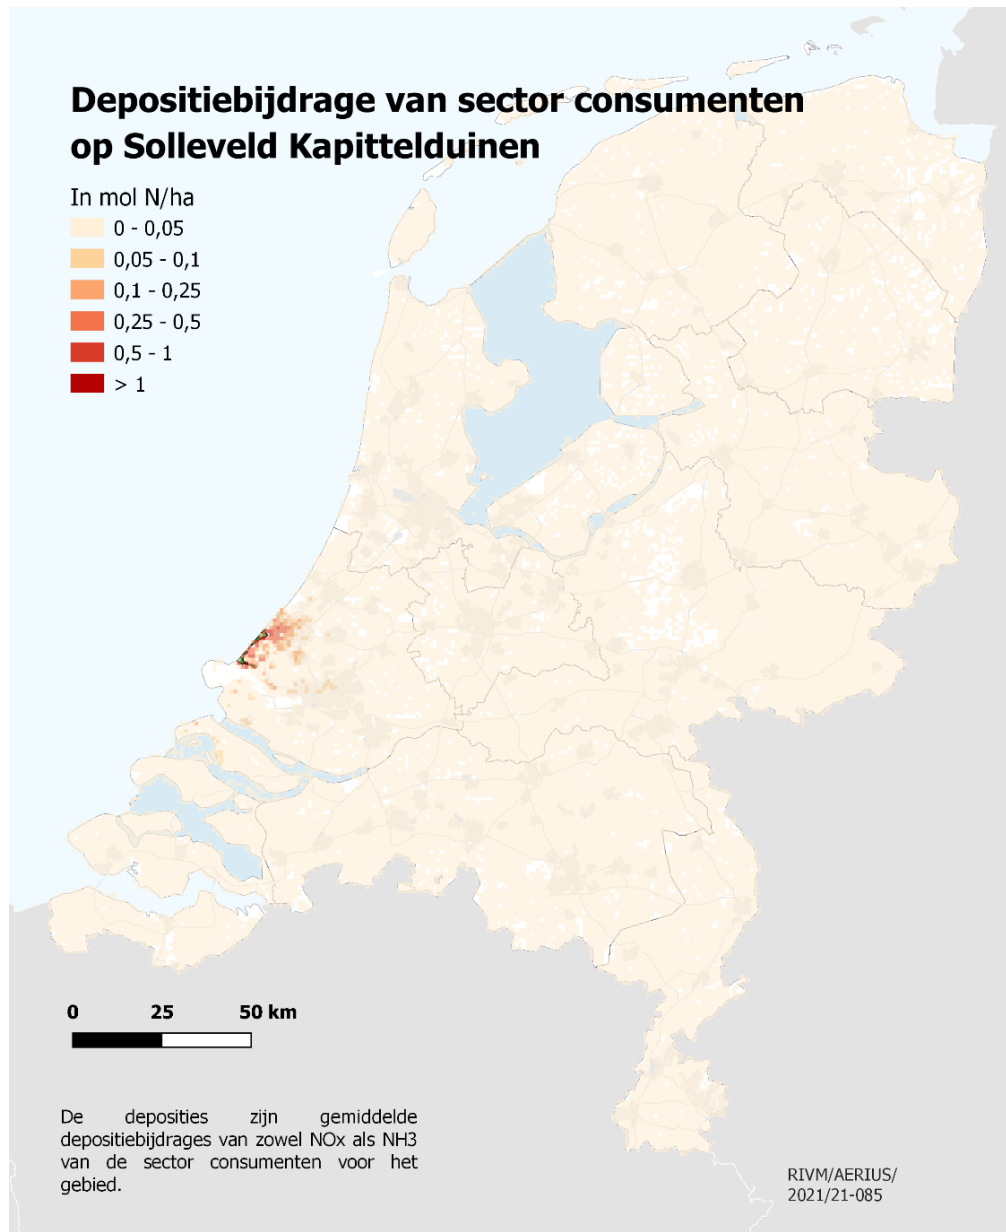 Depositiebijdrage van sector consumenten
op Solleveld Kapittelduinen
In mol N/ha
0 - 0,05
0,05 - 0,1
0,1 - 0,25
0,25 - 0,5
0,5 - 1
> 1
0 25 50 km
De deposities zijn gemiddelde
depositiebijdrages van zowel NOx als NH3
van de sector consumenten voor het
gebied.
RIVM/AERIUS/
2021/21-085